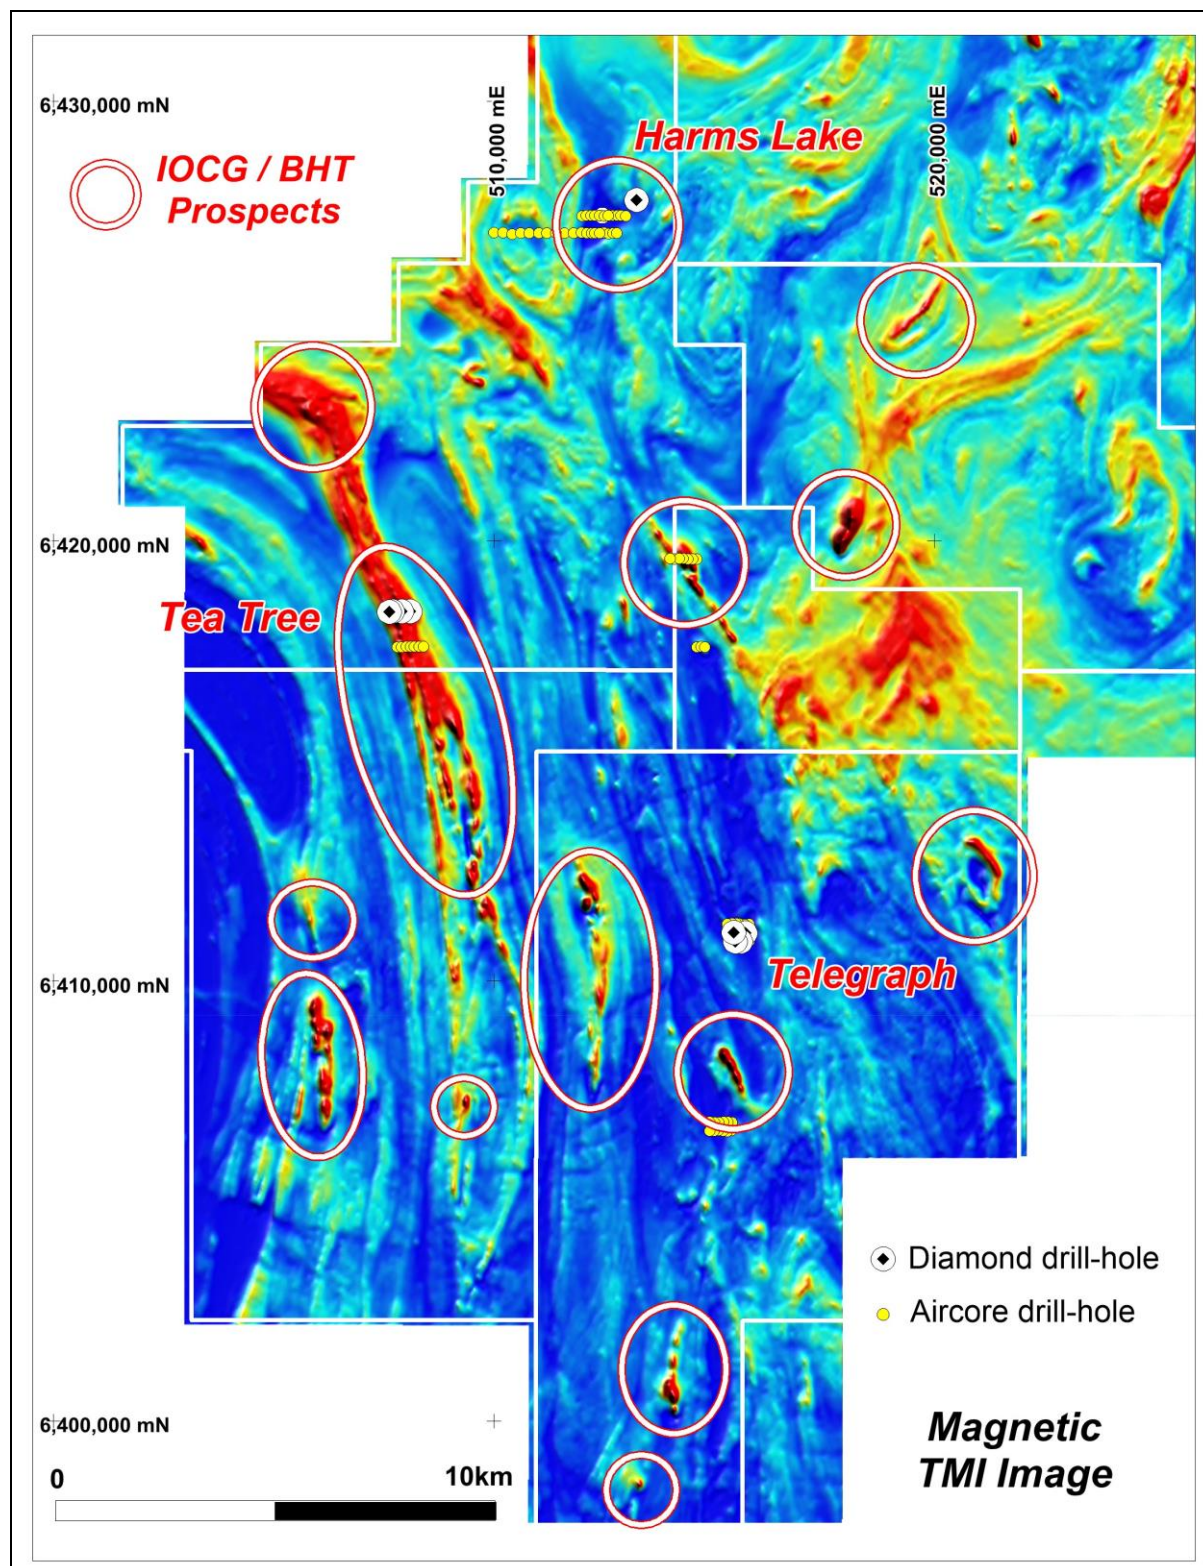 6,430,000 mN
510,000 mE
520,000 mE
Harms Lake
IOCG / BHT
Prospects
6,420,000 mN
Tea Tree
Telegraph
6,410,000 mN
Diamond drill-hole
Aircore drill-hole
6,400,000 mN
Magnetic
TMI Image
0
10km